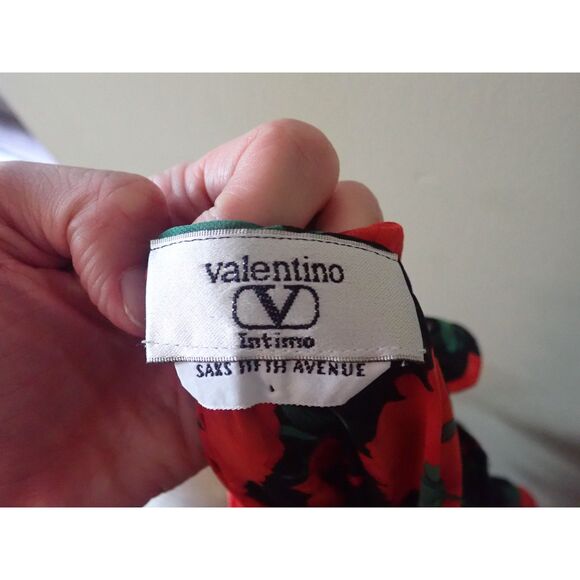 valentino
V
Intimo
SAKS FIFTH AVENUE